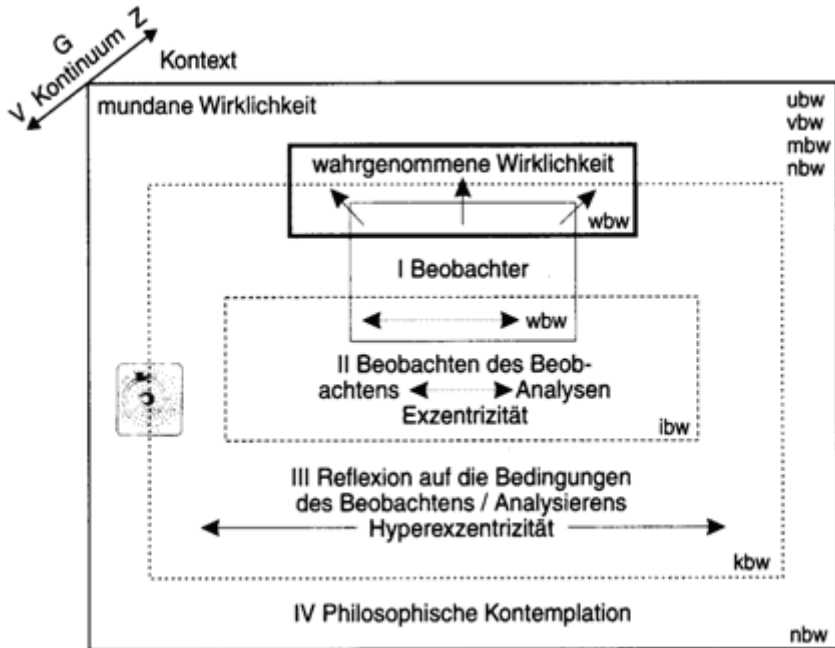 V Kontinuum Z
G
Kontext
mundane Wirklichkeit
ubw
vbw
mbw
nbw
wahrgenommene Wirklichkeit
wbw
I Beobachter
wbw
II Beobachten des Beob-
achtens Analysen
Exzentrizität
ibw
III Reflexion auf die Bedingungen
des Beobachtens / Analysierens
Hyperexzentrizität
kbw
IV Philosophische Kontemplation
nbw